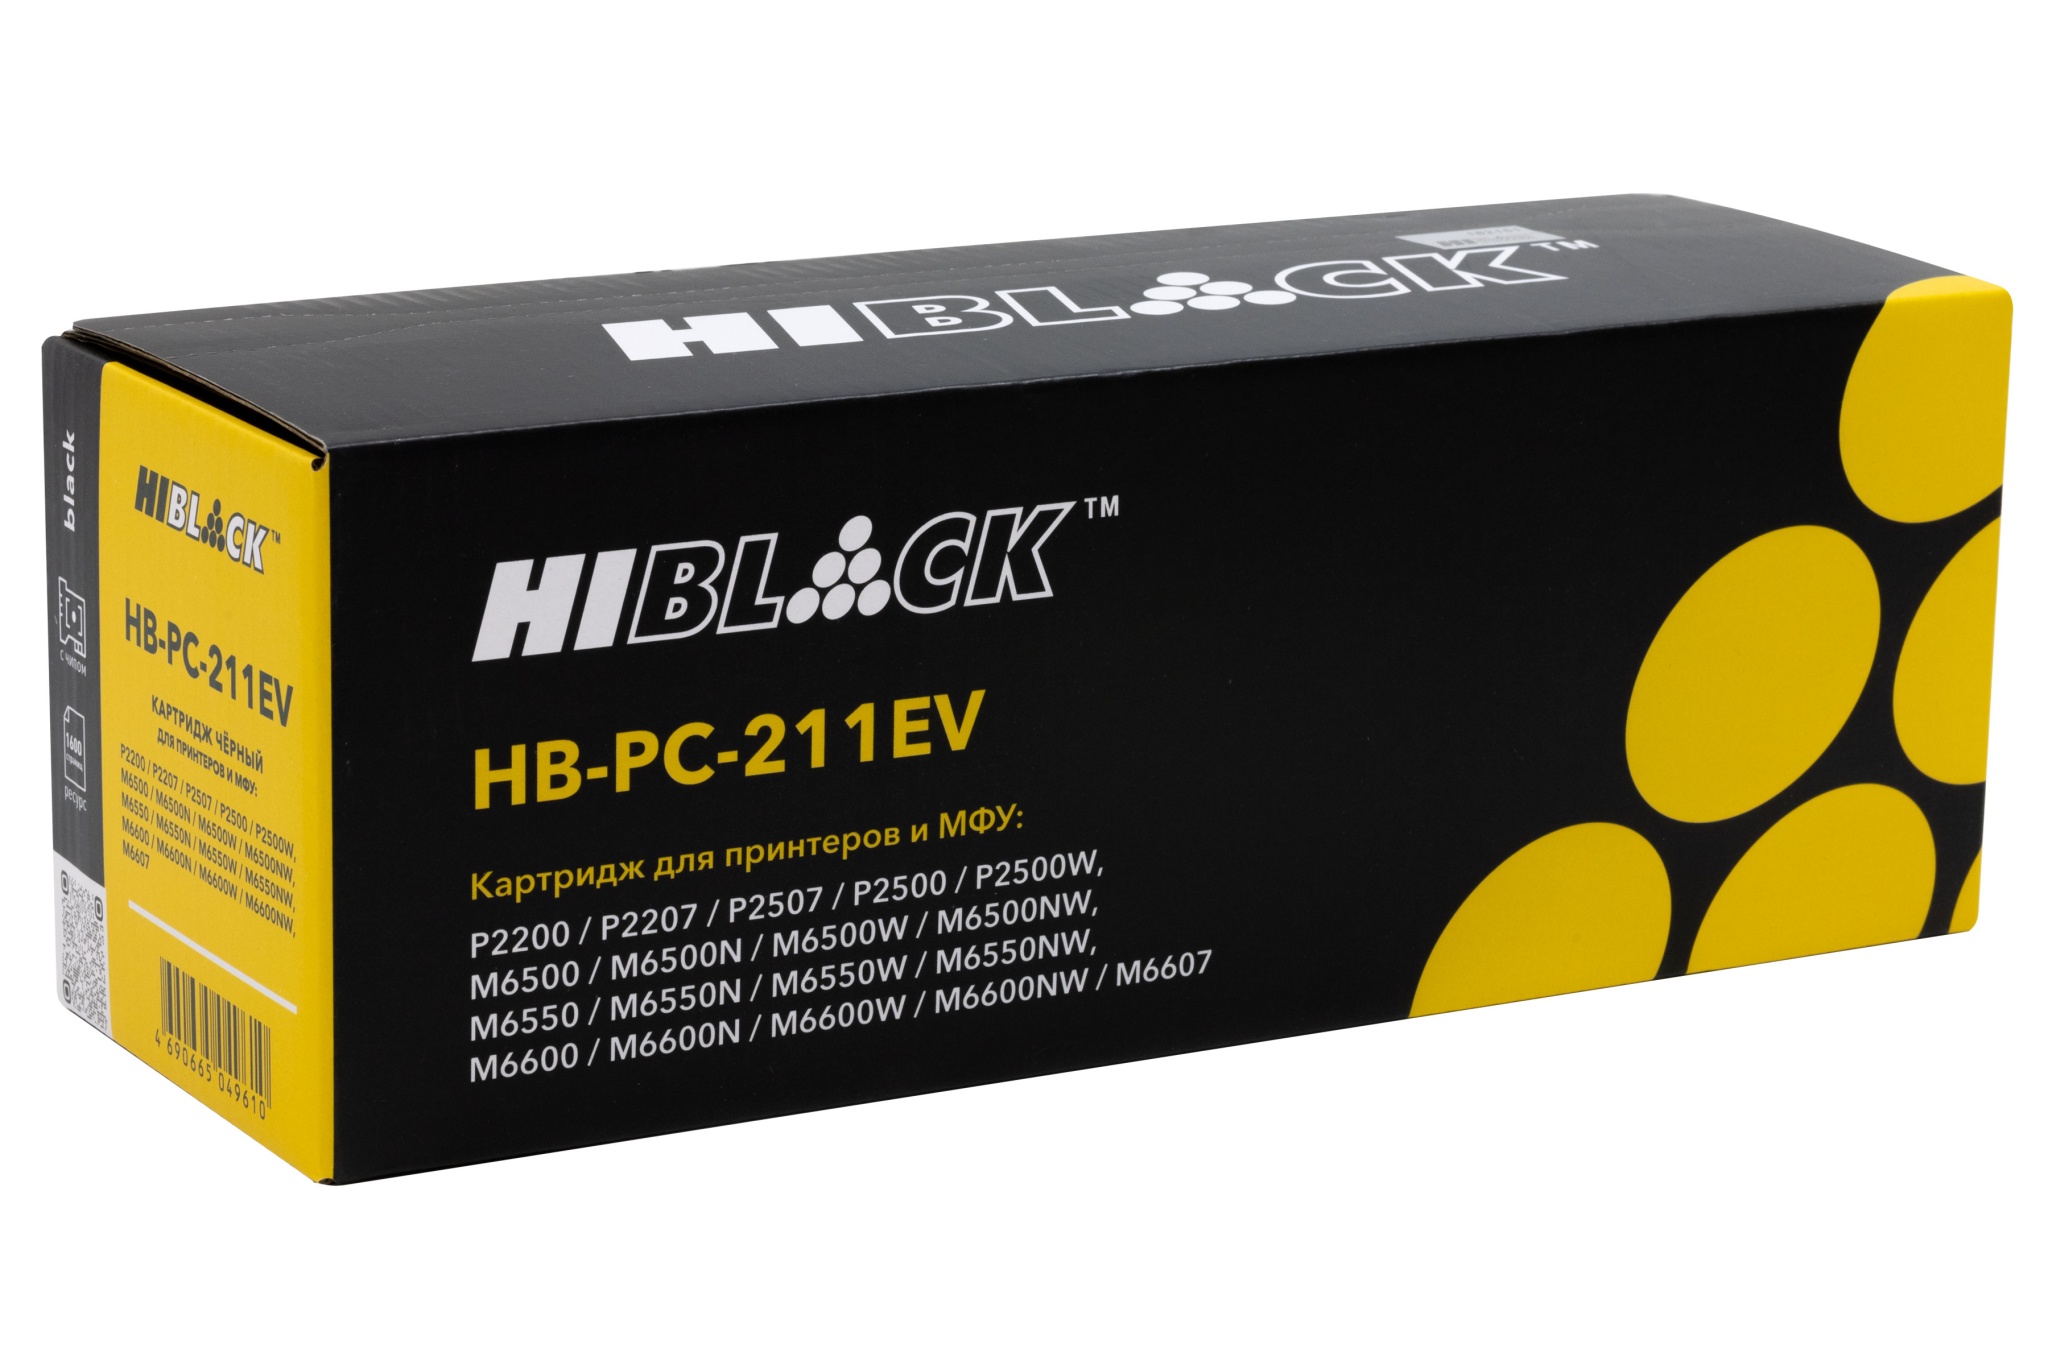 HIBLACK™
black
с чипом
1600
страниц
ресурс
HIBLACK™
HB-PC-211EV
КАРТРИДЖ ЧЁРНЫЙ
ДЛЯ ПРИНТЕРОВ И МФУ:
P2200 / P2207 / P2507 / P2500 / P2500W,
M6500 / M6500N / M6500W / M6500NW,
M6550 / M6550N / M6550W / M6550NW,
M6600 / M6600N / M6600W / M6600NW,
M6607
4 690665 049610
HIBLACK™
HB-PC-211EV
Картридж для принтеров и МФУ:
P2200 / P2207 / P2507 / P2500 / P2500W,
M6500 / M6500N / M6500W / M6500NW,
M6550 / M6550N / M6550W / M6550NW,
M6600 / M6600N / M6600W / M6600NW / M6607